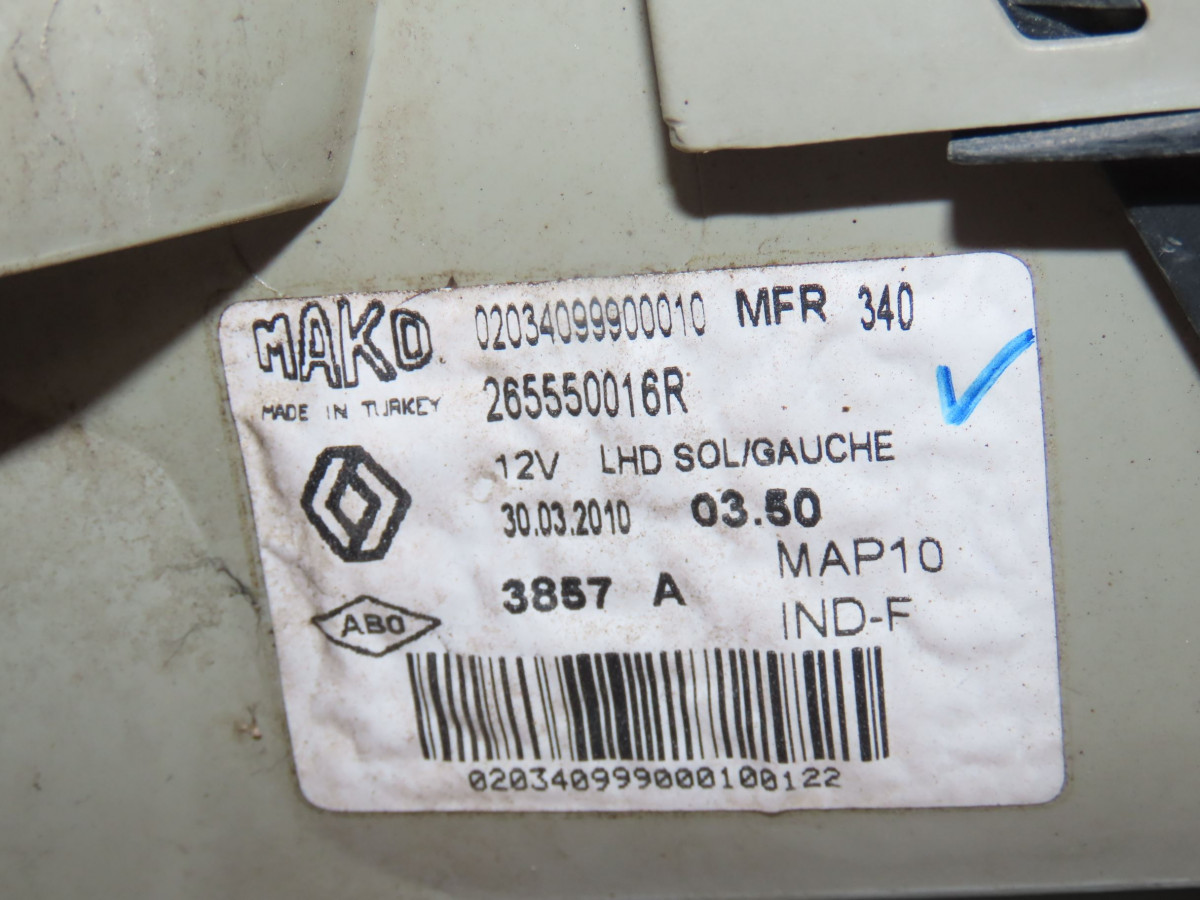 MAKO 02034099900010 MFR 340
MADE IN TURKEY 265550016R
12V LHD SOL/GAUCHE
30.03.2010 03.50
MAP10
3857 A
IND-F
ABO
020340999000100122